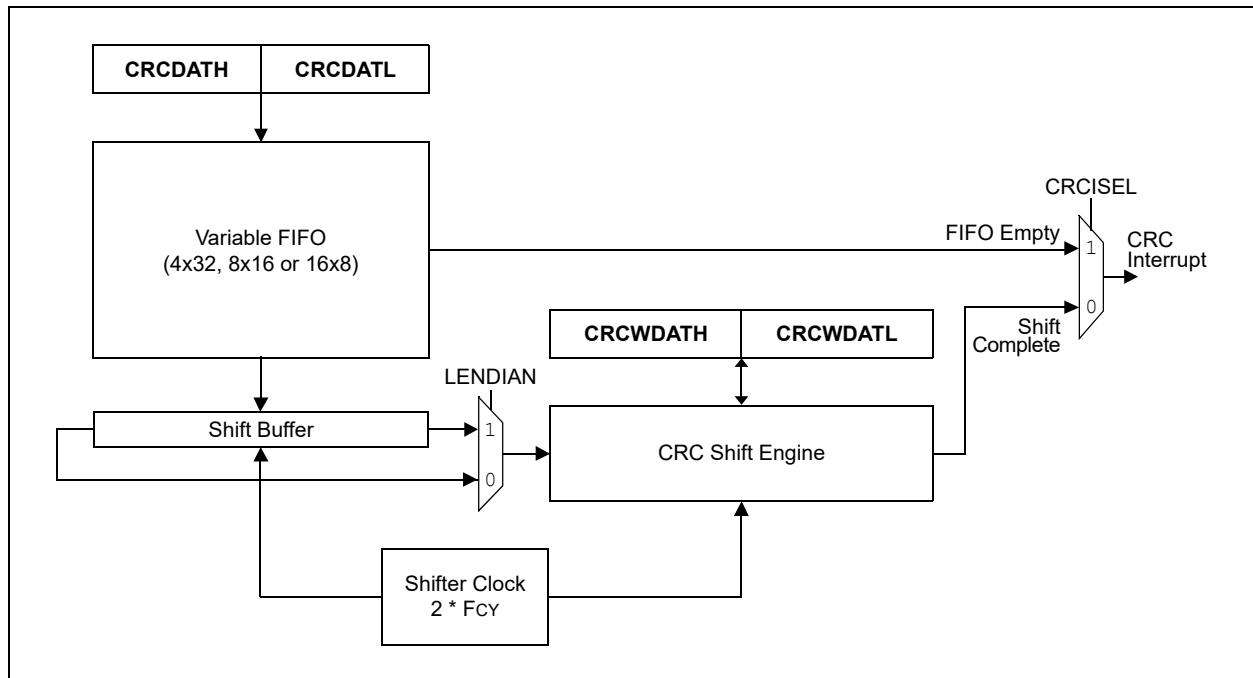 CRCDATH CRCDATL
Variable FIFO
(4x32, 8x16 or 16x8)
CRCISEL
FIFO Empty
1
CRC
Interrupt
0
Shift
Complete
CRCWDATH CRCWDATL
LENDIAN
Shift Buffer
1
0
CRC Shift Engine
Shifter Clock
2 * FCY